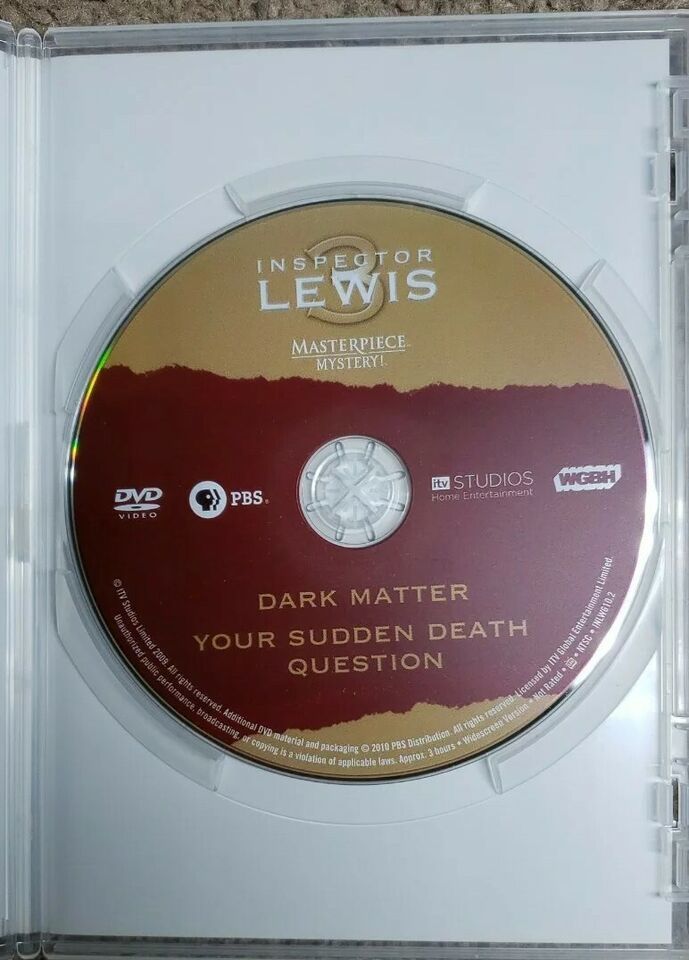 3
INSPECTOR
LEWIS
MASTERPIECE™
MYSTERY!™
DVD
VIDEO
PBS®
itv STUDIOS
Home Entertainment
WGBH
DARK MATTER
YOUR SUDDEN DEATH
QUESTION
© ITV Studios Limited 2009. All rights reserved. Additional DVD material and packaging © 2010 PBS Distribution. All rights reserved. Licensed by ITV Global Entertainment Limited.
Unauthorized public performance, broadcasting, or copying is a violation of applicable laws. Approx. 3 hours • Widescreen Version • Not Rated • • NTSC • INLW610.2